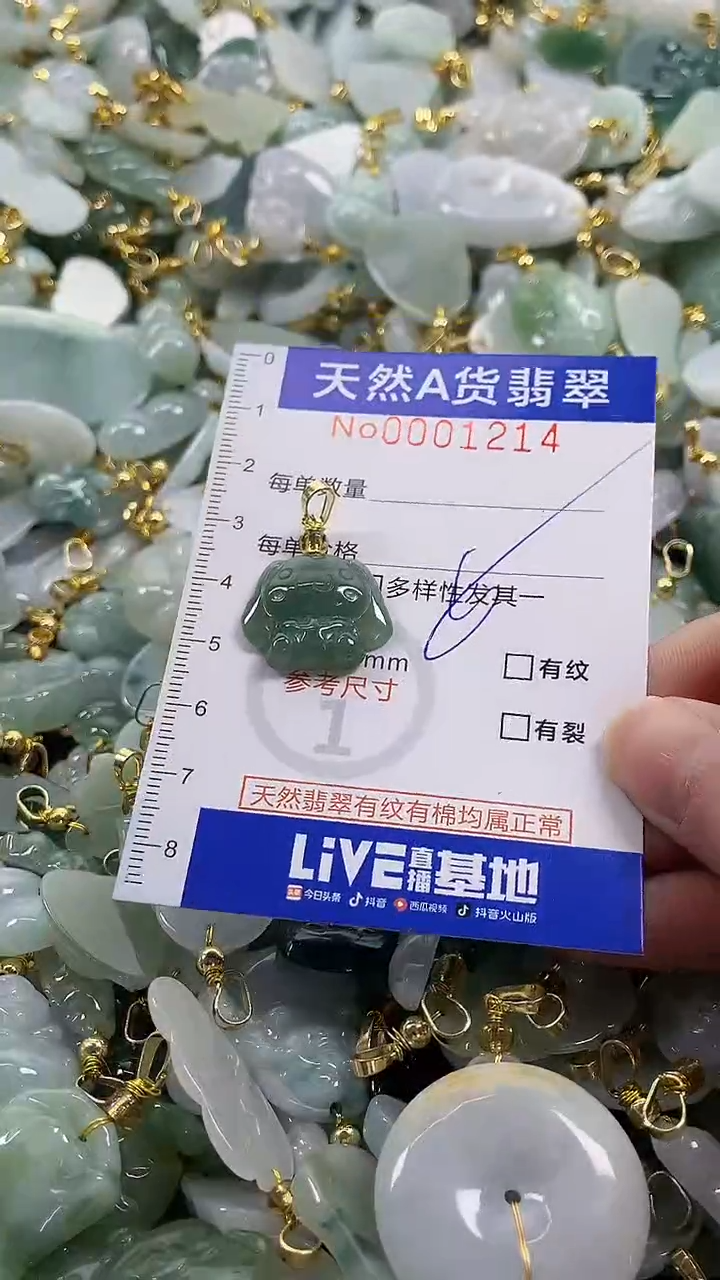 0
天然A货翡翠
1
No0001214
2
每单数量
3
每单价格
4
多样性发其一
5
mm
□有纹
参考尺寸
6
1
□有裂
7
天然翡翠有纹有棉均属正常
8
LiVE直播基地
头条 今日头条 抖音 西瓜视频 抖音火山版